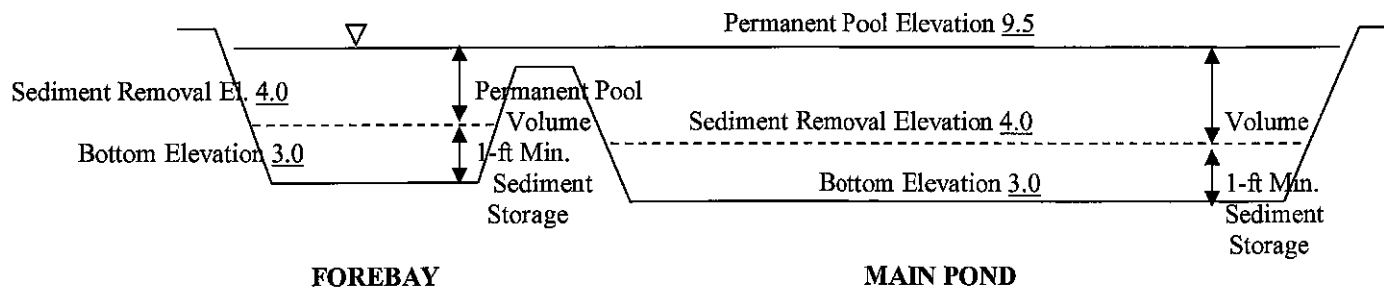 Permanent Pool Elevation 9.5
Sediment Removal El. 4.0
Permanent Pool
Volume
Sediment Removal Elevation 4.0
Volume
Bottom Elevation 3.0
1-ft Min.
Sediment
Storage
Bottom Elevation 3.0
1-ft Min.
Sediment
Storage
FOREBAY
MAIN POND